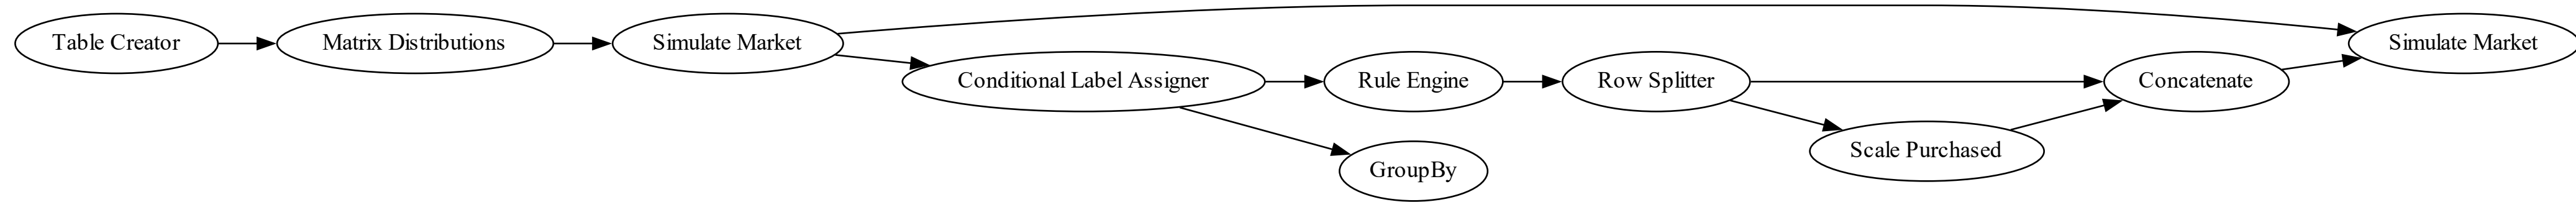 Table Creator
Matrix Distributions
Simulate Market
Conditional Label Assigner
Rule Engine
GroupBy
Row Splitter
Scale Purchased
Concatenate
Simulate Market